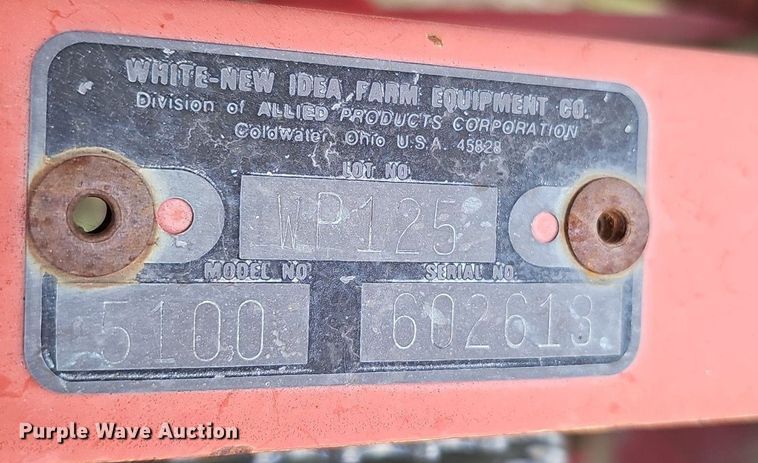 WHITE-NEW IDEA FARM EQUIPMENT CO.
Division of ALLIED PRODUCTS CORPORATION
Coldwater, Ohio U.S.A. 45828
LOT NO
WP125
MODEL NO
SERIAL NO.
5100
602613
Purple Wave Auction